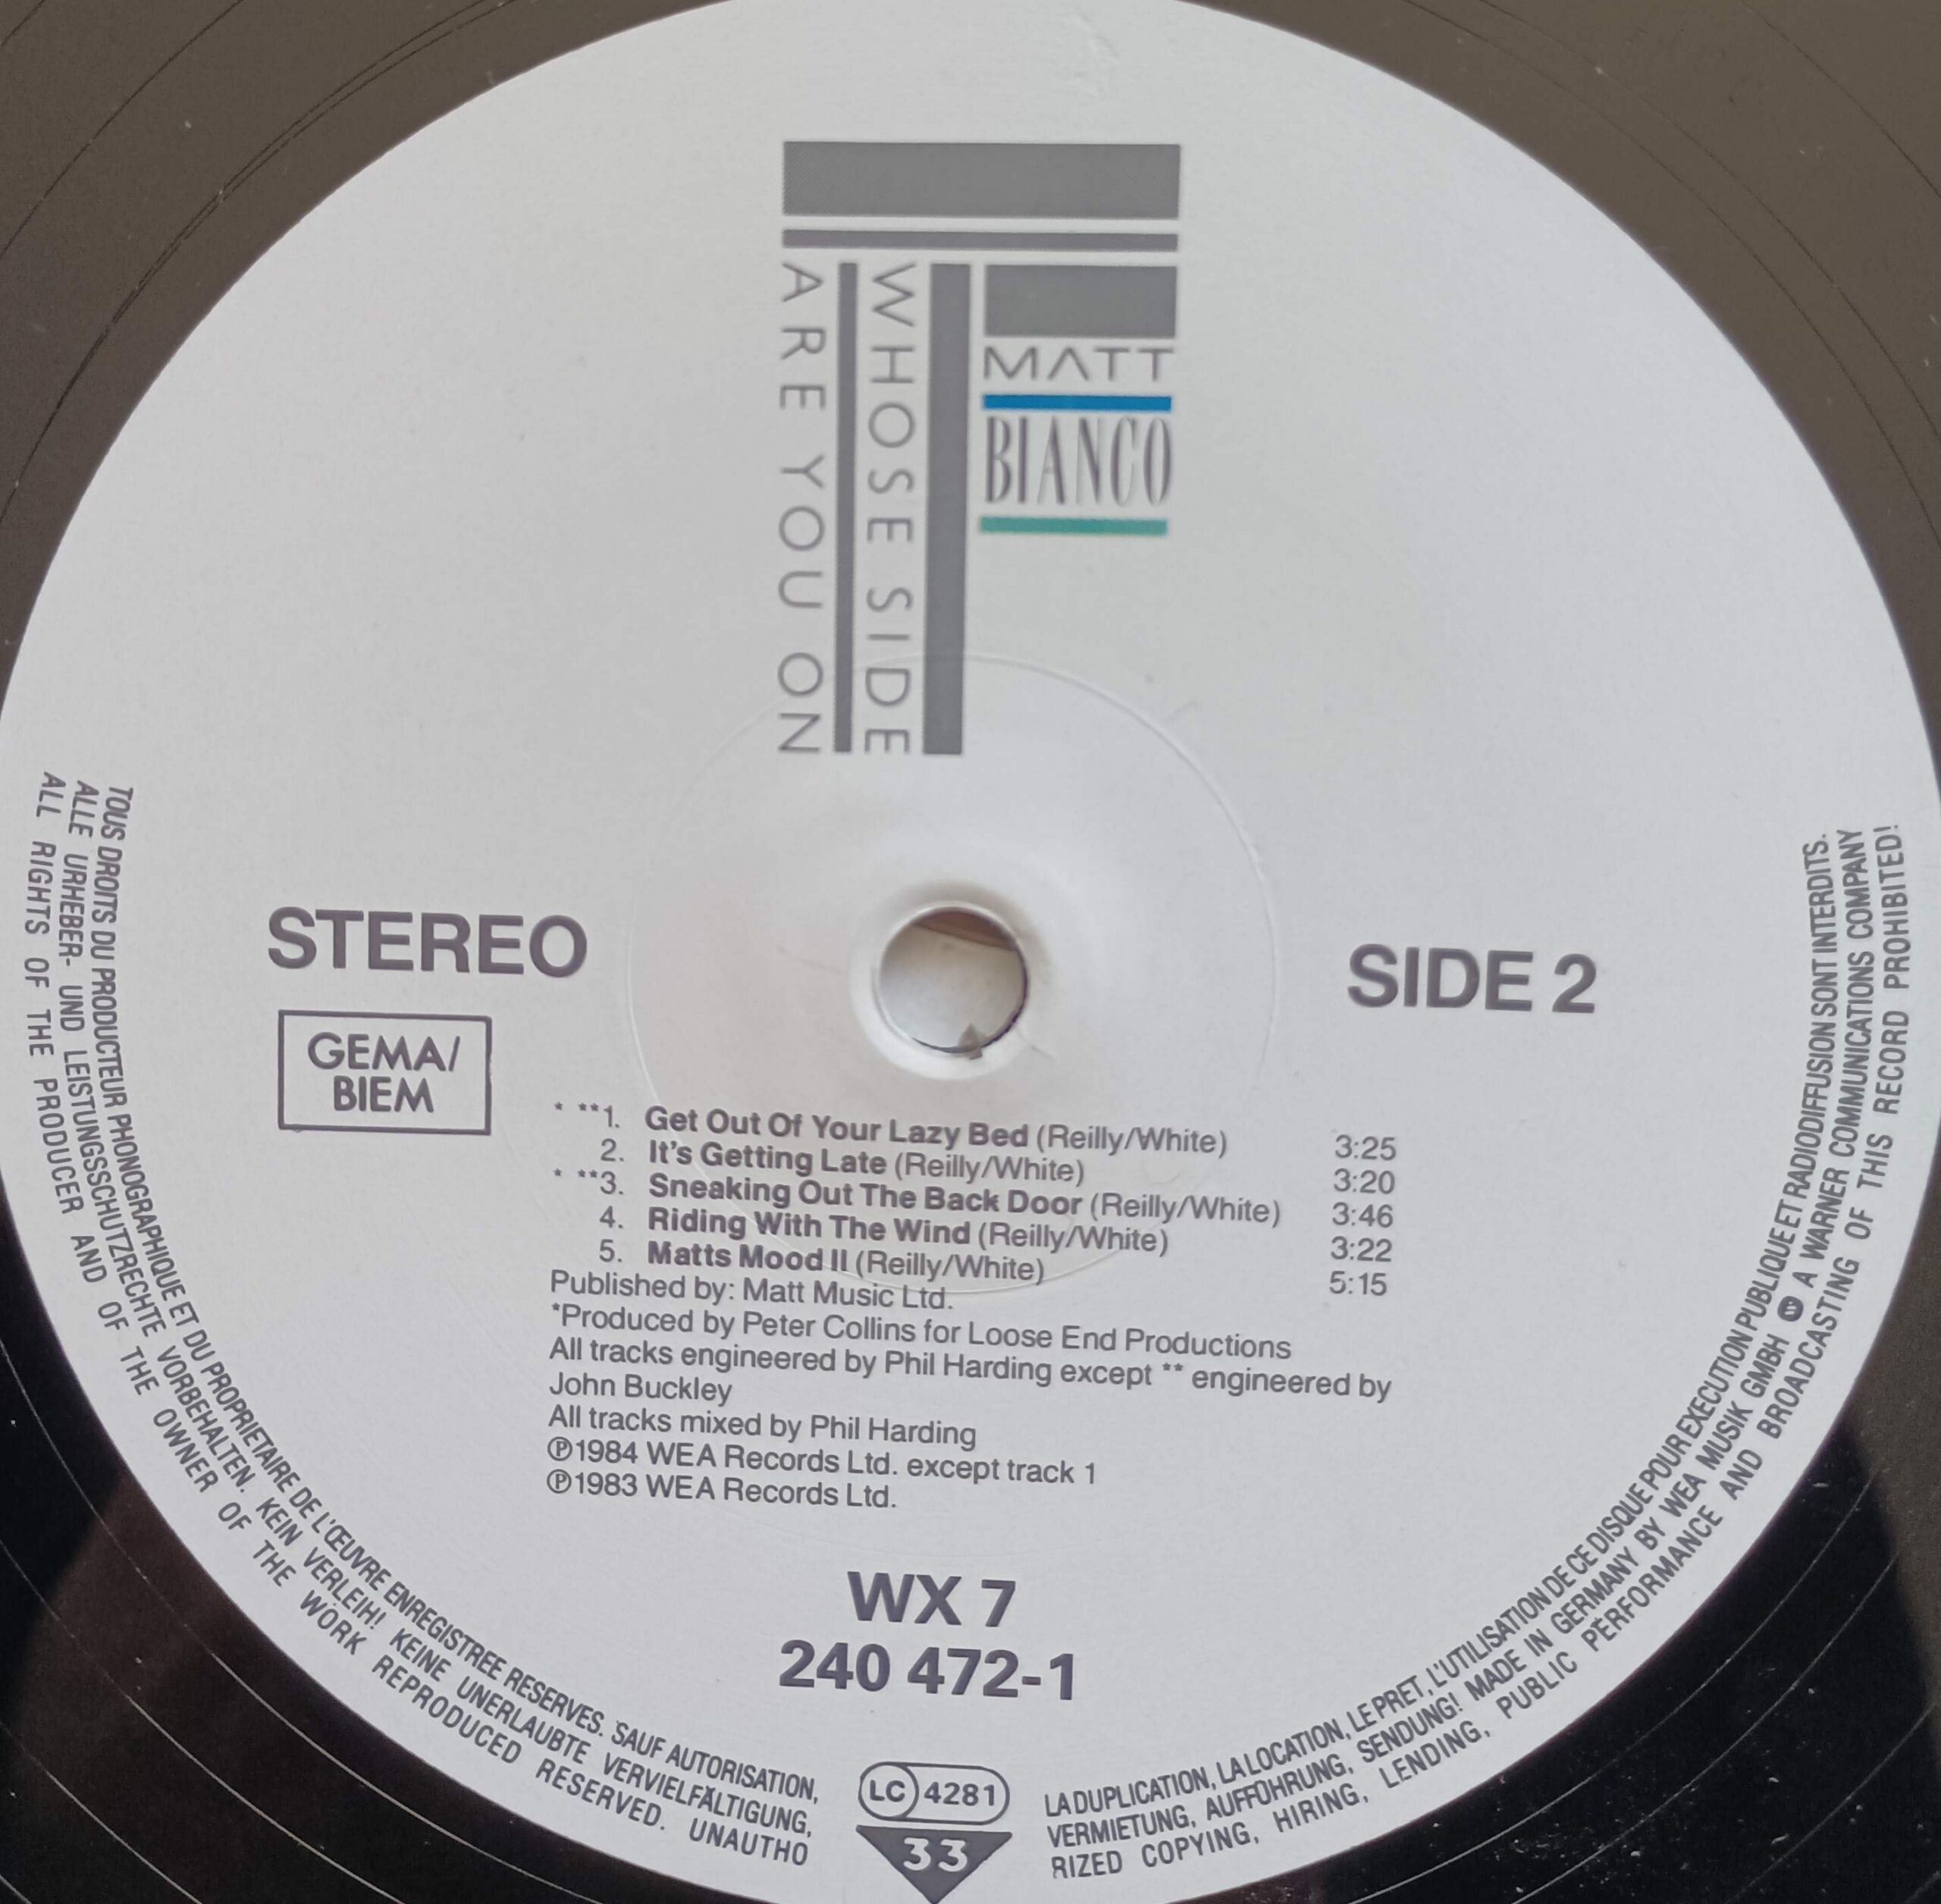 MATT
BIANCO
WHOSE SIDE
ARE YOU ON
STEREO
SIDE 2
GEMA/
BIEM
* **1. Get Out Of Your Lazy Bed (Reilly/White) 3:25
2. It's Getting Late (Reilly/White) 3:20
* **3. Sneaking Out The Back Door (Reilly/White) 3:46
4. Riding With The Wind (Reilly/White) 3:22
5. Matts Mood II (Reilly/White) 5:15
Published by: Matt Music Ltd.
*Produced by Peter Collins for Loose End Productions
All tracks engineered by Phil Harding except ** engineered by
John Buckley
All tracks mixed by Phil Harding
℗1984 WEA Records Ltd. except track 1
℗1983 WEA Records Ltd.
WX 7
240 472-1
LC 4281
33
TOUS DROITS DU PRODUCTEUR PHONOGRAPHIQUE ET DU PROPRIETAIRE DE L'ŒUVRE ENREGISTREE RESERVES. SAUF AUTORISATION, LA DUPLICATION, LA LOCATION, LE PRET, L'UTILISATION DE CE DISQUE POUR EXECUTION PUBLIQUE ET RADIODIFFUSION SONT INTERDITS.
ALLE URHEBER- UND LEISTUNGSSCHUTZRECHTE VORBEHALTEN. KEIN VERLEIH! KEINE UNERLAUBTE VERVIELFÄLTIGUNG, VERMIETUNG, AUFFÜHRUNG, SENDUNG! MADE IN GERMANY BY WEA MUSIK GMBH A WARNER COMMUNICATIONS COMPANY
ALL RIGHTS OF THE PRODUCER AND OF THE OWNER OF THE WORK REPRODUCED RESERVED. UNAUTHORIZED COPYING, HIRING, LENDING, PUBLIC PERFORMANCE AND BROADCASTING OF THIS RECORD PROHIBITED!